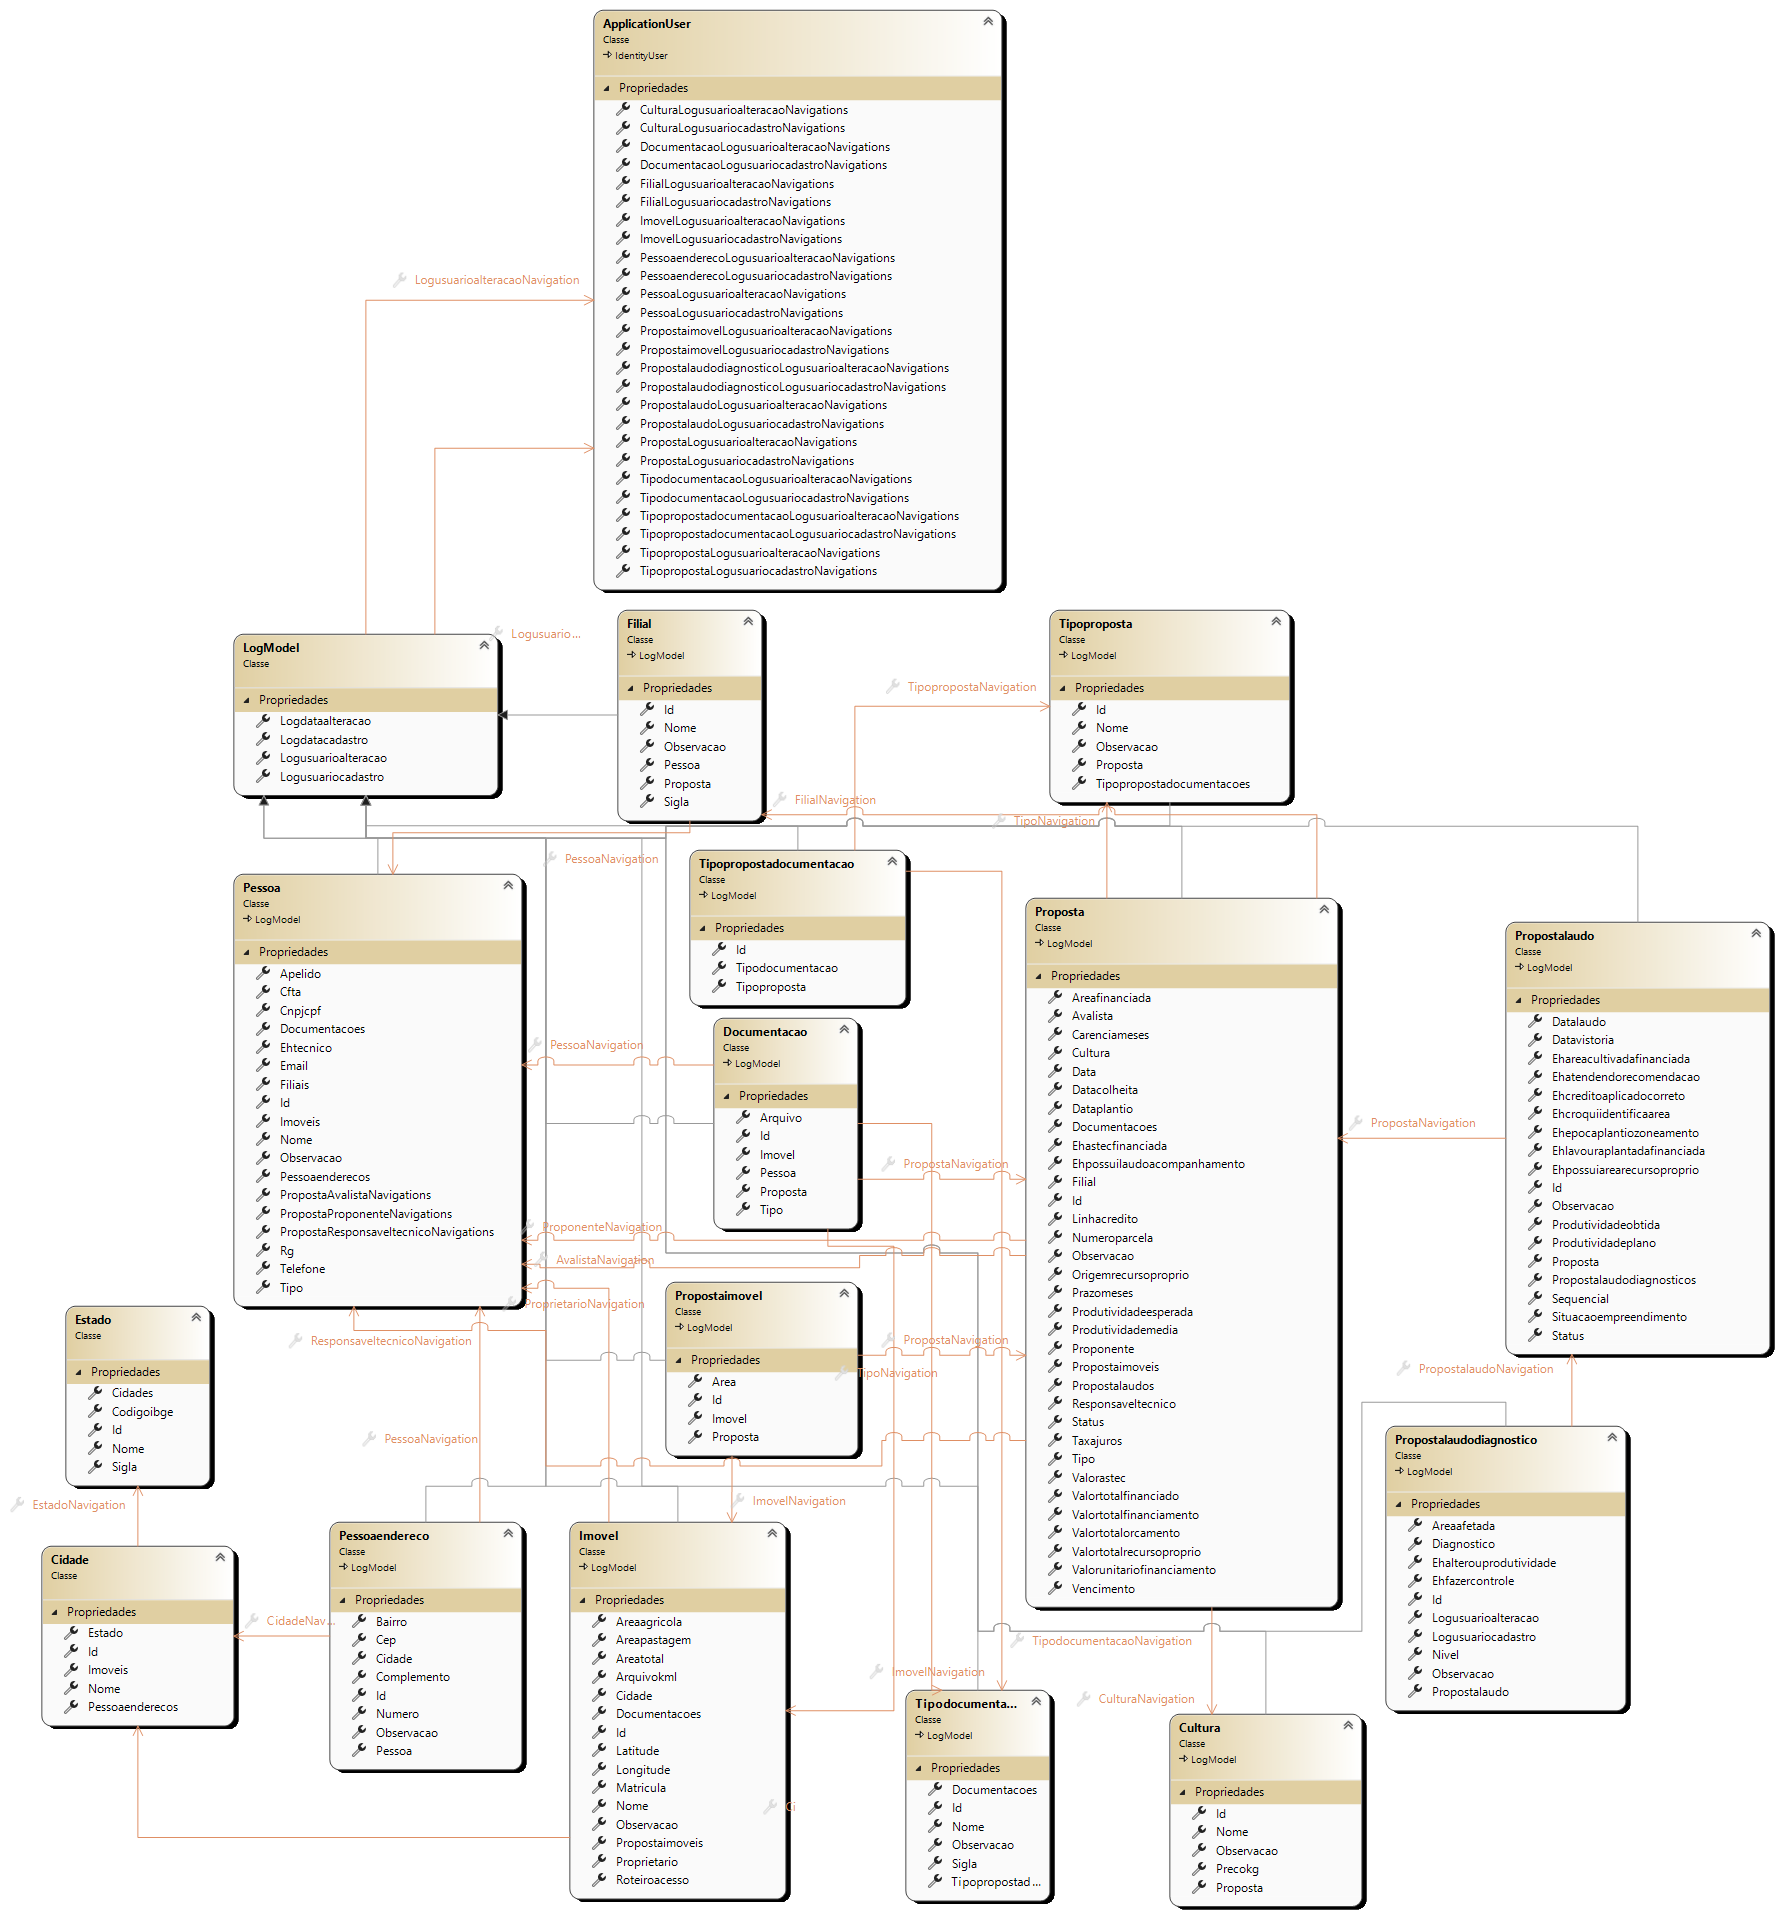 ApplicationUser
Classe
IdentityUser
Propriedades
CulturaLogusuarioalteracaoNavigations
CulturaLogusuariocadastroNavigations
DocumentacaoLogusuarioalteracaoNavigations
DocumentacaoLogusuariocadastroNavigations
FilialLogusuarioalteracaoNavigations
FilialLogusuariocadastroNavigations
ImovelLogusuarioalteracaoNavigations
ImovelLogusuariocadastroNavigations
PessoaenderecoLogusuarioalteracaoNavigations
PessoaenderecoLogusuariocadastroNavigations
PessoaLogusuarioalteracaoNavigations
PessoaLogusuariocadastroNavigations
PropostaimovelLogusuarioalteracaoNavigations
PropostaimovelLogusuariocadastroNavigations
PropostalaudodiagnosticoLogusuarioalteracaoNavigations
PropostalaudodiagnosticoLogusuariocadastroNavigations
PropostalaudoLogusuarioalteracaoNavigations
PropostalaudoLogusuariocadastroNavigations
PropostaLogusuarioalteracaoNavigations
PropostaLogusuariocadastroNavigations
TipodocumentacaoLogusuarioalteracaoNavigations
TipodocumentacaoLogusuariocadastroNavigations
TipopropostadocumentacaoLogusuarioalteracaoNavigations
TipopropostadocumentacaoLogusuariocadastroNavigations
TipopropostaLogusuarioalteracaoNavigations
TipopropostaLogusuariocadastroNavigations
LogusuarioalteracaoNavigation
Logusuario...
LogModel
Classe
Propriedades
Logdataalteracao
Logdatacadastro
Logusuarioalteracao
Logusuariocadastro
Filial
Classe
LogModel
Propriedades
Id
Nome
Observacao
Pessoa
Proposta
Sigla
TipopropostaNavigation
Tipoproposta
Classe
LogModel
Propriedades
Id
Nome
Observacao
Proposta
Tipopropostadocumentacoes
FilialNavigation
TipoNavigation
PessoaNavigation
Pessoa
Classe
LogModel
Propriedades
Apelido
Cfta
Cnpjcpf
Documentacoes
Ehtecnico
Email
Filiais
Id
Imoveis
Nome
Observacao
Pessoaenderecos
PropostaAvalistaNavigations
PropostaProponenteNavigations
PropostaResponsaveltecnicoNavigations
Rg
Telefone
Tipo
Tipopropostadocumentacao
Classe
LogModel
Propriedades
Id
Tipodocumentacao
Tipoproposta
PessoaNavigation
Documentacao
Classe
LogModel
Propriedades
Arquivo
Id
Imovel
Pessoa
Proposta
Tipo
PropostaNavigation
Proposta
Classe
LogModel
Propriedades
Areafinanciada
Avalista
Carenciameses
Cultura
Data
Datacolheita
Dataplantio
Documentacoes
Ehastecfinanciada
Ehpossuilaudoacompanhamento
Filial
Id
Linhacredito
Numeroparcela
Observacao
Origemrecursoproprio
Prazomeses
Produtividadeesperada
Produtividademedia
Proponente
Propostaimoveis
Propostalaudos
Responsaveltecnico
Status
Taxajuros
Tipo
Valorastec
Valortotalfinanciado
Valortotalfinanciamento
Valortotalorcamento
Valortotalrecursoproprio
Valorunitariofinanciamento
Vencimento
PropostaNavigation
Propostalaudo
Classe
LogModel
Propriedades
Datalaudo
Datavistoria
Ehareacultivadafinanciada
Ehatendendorecomendacao
Ehcreditoaplicadocorreto
Ehcroquiidentificaarea
Ehepocaplantiozoneamento
Ehlavouraplantadafinanciada
Ehpossuiarearecursoproprio
Id
Observacao
Produtividadeobtida
Produtividadeplano
Proposta
Propostalaudodiagnosticos
Sequencial
Situacaoempreendimento
Status
ProponenteNavigation
AvalistaNavigation
ProprietarioNavigation
ResponsaveltecnicoNavigation
Propostaimovel
Classe
LogModel
Propriedades
Area
Id
Imovel
Proposta
PropostaNavigation
TipoNavigation
PropostalaudoNavigation
Estado
Classe
Propriedades
Cidades
Codigoibge
Id
Nome
Sigla
PessoaNavigation
EstadoNavigation
ImovelNavigation
Propostalaudodiagnostico
Classe
LogModel
Propriedades
Areaafetada
Diagnostico
Ehalterouprodutividade
Ehfazercontrole
Id
Logusuarioalteracao
Logusuariocadastro
Nivel
Observacao
Propostalaudo
Cidade
Classe
Propriedades
Estado
Id
Imoveis
Nome
Pessoaenderecos
CidadeNav...
Pessoaendereco
Classe
LogModel
Propriedades
Bairro
Cep
Cidade
Complemento
Id
Numero
Observacao
Pessoa
Imovel
Classe
LogModel
Propriedades
Areaagricola
Areapastagem
Areatotal
Arquivokml
Cidade
Documentacoes
Id
Latitude
Longitude
Matricula
Nome
Observacao
Propostaimoveis
Proprietario
Roteiroacesso
Ci
ImovelNavigation
TipodocumentacaoNavigation
CulturaNavigation
Tipodocumenta...
Classe
LogModel
Propriedades
Documentacoes
Id
Nome
Observacao
Sigla
Tipopropostad...
Cultura
Classe
LogModel
Propriedades
Id
Nome
Observacao
Precokg
Proposta